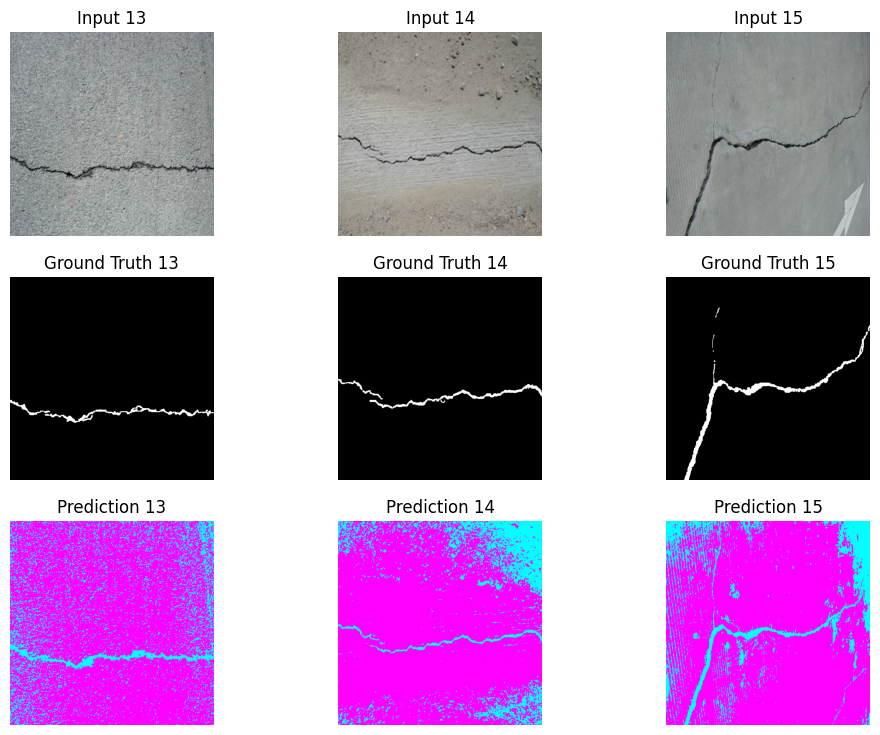 Input 13
Input 14
Input 15
Ground Truth 13
Ground Truth 14
Ground Truth 15
Prediction 13
Prediction 14
Prediction 15